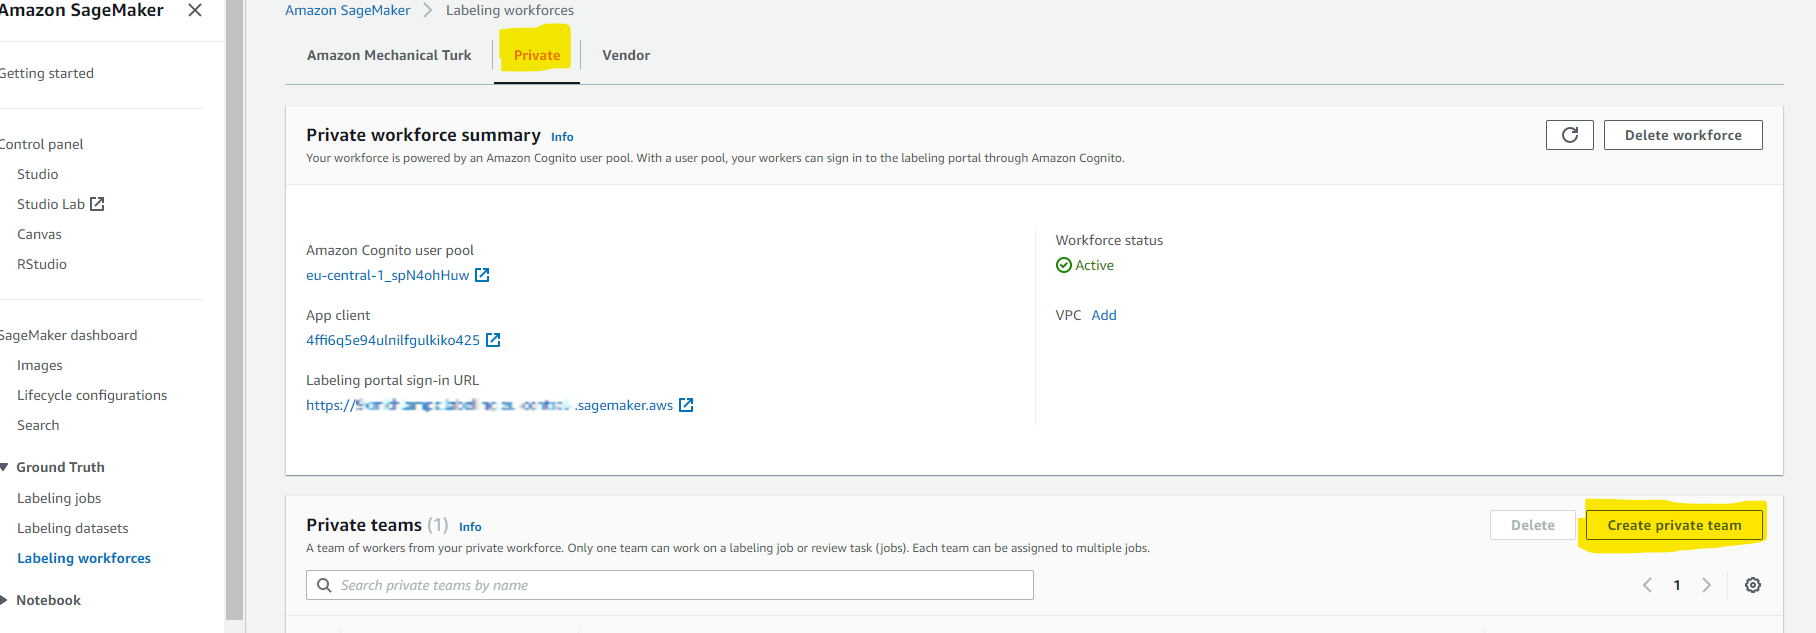 Amazon SageMaker
Getting started
Control panel
Studio
Studio Lab
Canvas
RStudio
SageMaker dashboard
Images
Lifecycle configurations
Search
Ground Truth
Labeling jobs
Labeling datasets
Labeling workforces
Notebook
Amazon SageMaker > Labeling workforces
Amazon Mechanical Turk Private Vendor
Private workforce summary Info
Your workforce is powered by an Amazon Cognito user pool. With a user pool, your workers can sign in to the labeling portal through Amazon Cognito.
Delete workforce
Amazon Cognito user pool
eu-central-1_spN4ohHuw
App client
4ffi6q5e94ulnilfgulkiko425
Labeling portal sign-in URL
https:// .sagemaker.aws
Workforce status
Active
VPC Add
Private teams (1) Info
A team of workers from your private workforce. Only one team can work on a labeling job or review task (jobs). Each team can be assigned to multiple jobs.
Delete Create private team
Search private teams by name
1